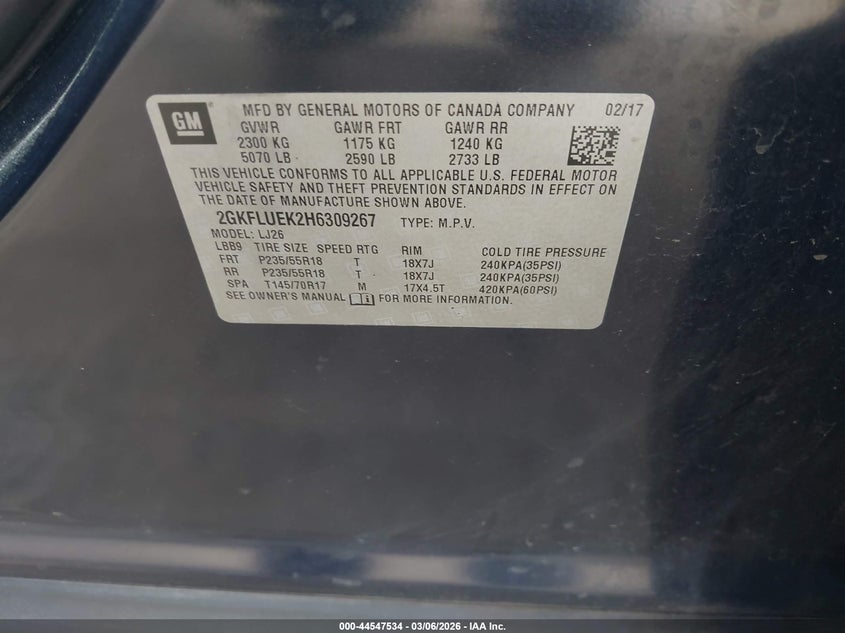 GM
MFD BY GENERAL MOTORS OF CANADA COMPANY 02/17
GVWR GAWR FRT GAWR RR
2300 KG 1175 KG 1240 KG
5070 LB 2590 LB 2733 LB
THIS VEHICLE CONFORMS TO ALL APPLICABLE U.S. FEDERAL MOTOR
VEHICLE SAFETY AND THEFT PREVENTION STANDARDS IN EFFECT ON
THE DATE OF MANUFACTURE SHOWN ABOVE.
2GKFLUEK2H6309267 TYPE: M.P.V.
MODEL: LJ26
LBB9 TIRE SIZE SPEED RTG RIM COLD TIRE PRESSURE
FRT P235/55R18 T 18X7J 240KPA(35PSI)
RR P235/55R18 T 18X7J 240KPA(35PSI)
SPA T145/70R17 M 17X4.5T 420KPA(60PSI)
SEE OWNER'S MANUAL FOR MORE INFORMATION.
000-44547534 — 03/06/2026 — IAA Inc.